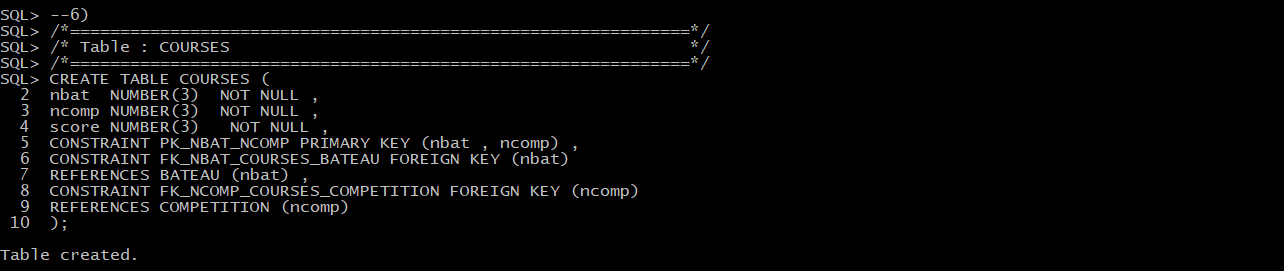 SQL> --6)
SQL> /*==============================================================*/
SQL> /* Table : COURSES                                              */
SQL> /*==============================================================*/
SQL> CREATE TABLE COURSES (
  2  nbat  NUMBER(3)  NOT NULL ,
  3  ncomp NUMBER(3)  NOT NULL ,
  4  score NUMBER(3)   NOT NULL ,
  5  CONSTRAINT PK_NBAT_NCOMP PRIMARY KEY (nbat , ncomp) ,
  6  CONSTRAINT FK_NBAT_COURSES_BATEAU FOREIGN KEY (nbat)
  7  REFERENCES BATEAU (nbat) ,
  8  CONSTRAINT FK_NCOMP_COURSES_COMPETITION FOREIGN KEY (ncomp)
  9  REFERENCES COMPETITION (ncomp)
 10  );
Table created.